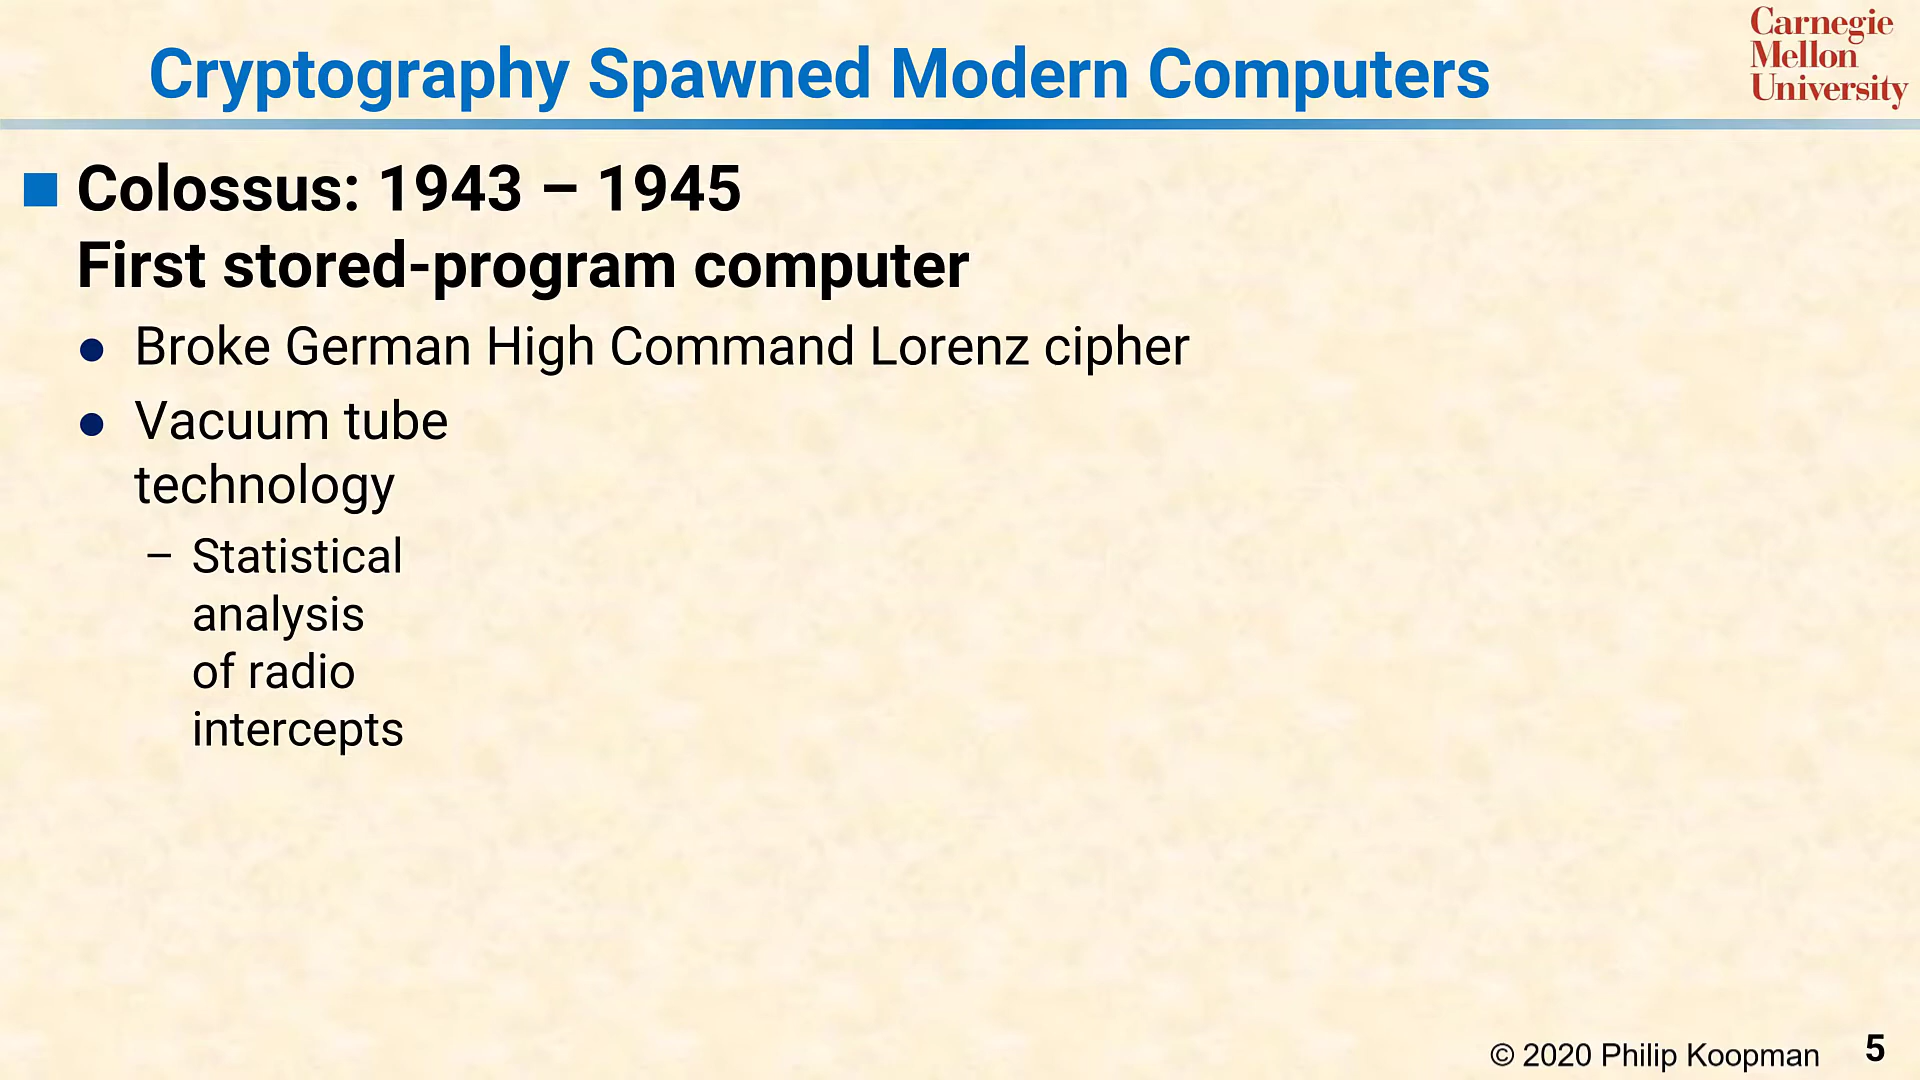 Cryptography Spawned Modern Computers
Carnegie
Mellon
University
Colossus: 1943 – 1945
First stored-program computer
Broke German High Command Lorenz cipher
Vacuum tube
technology
– Statistical
analysis
of radio
intercepts
© 2020 Philip Koopman 5